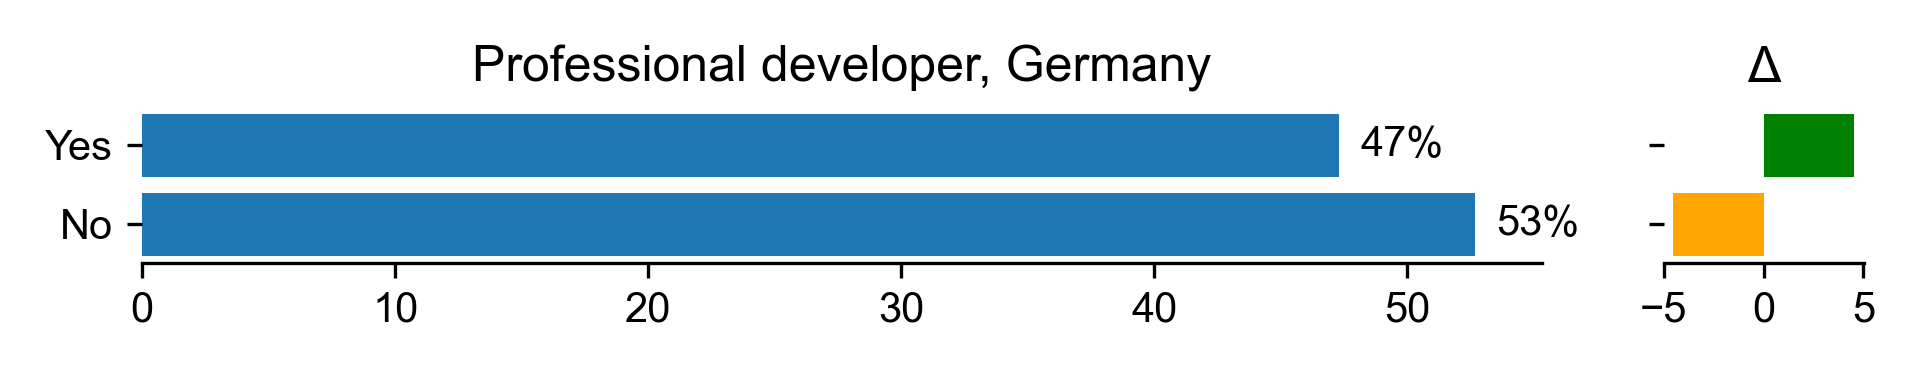 Professional developer, Germany Δ
Yes 47%
No 53%
0 10 20 30 40 50 −5 0 5